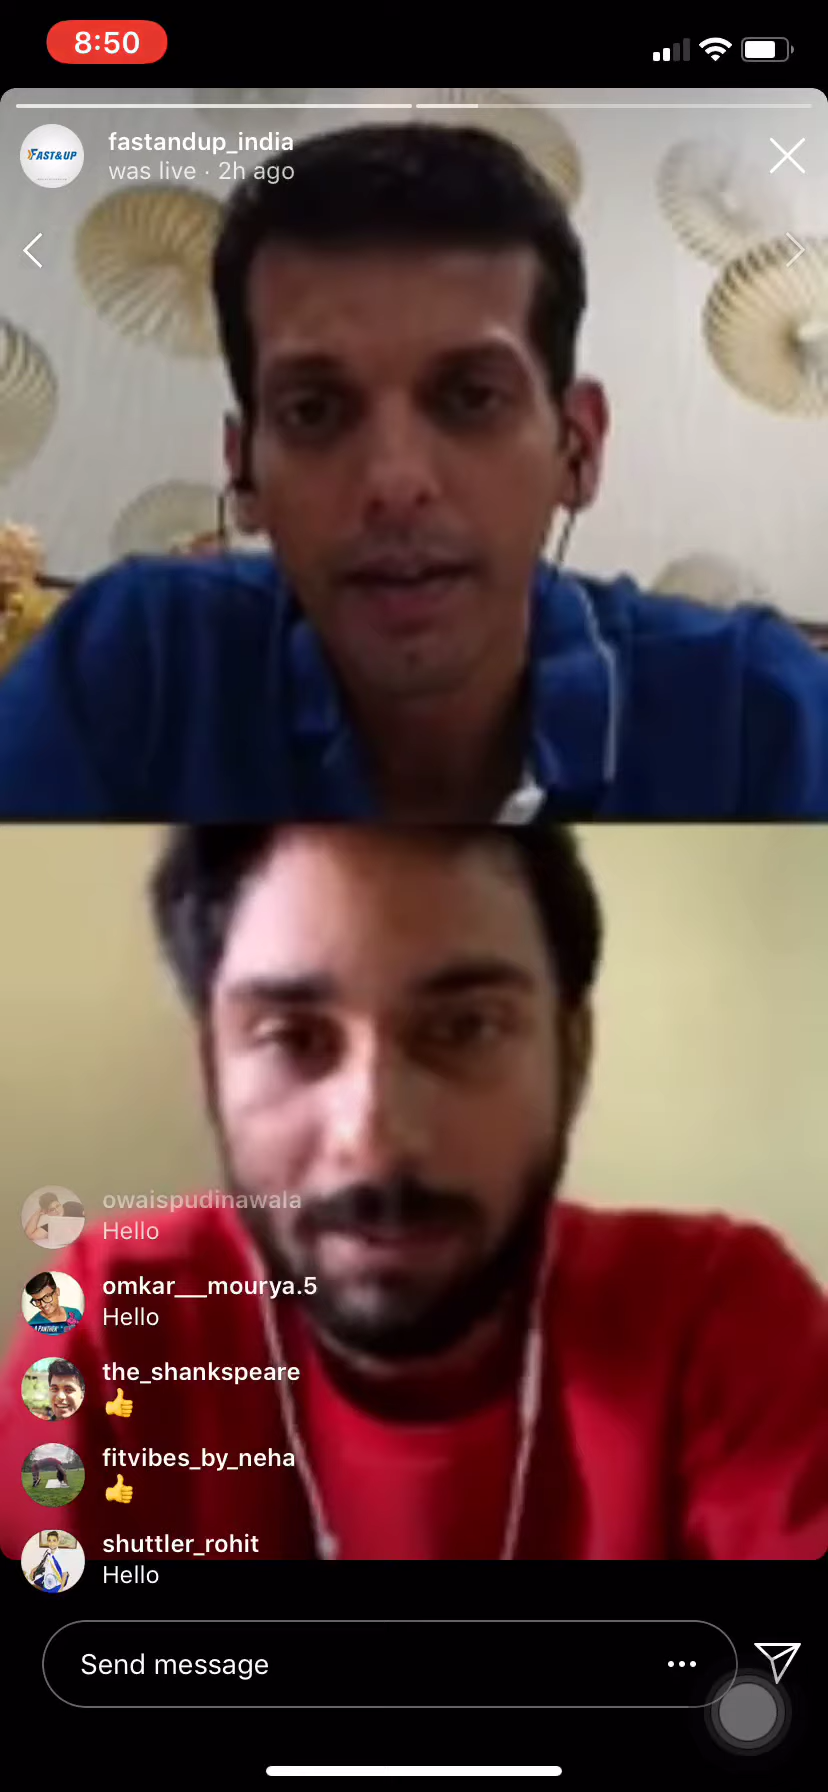 8:50
FAST&UP
fastandup_india
was live · 2h ago
owaispudinawala
Hello
omkar___mourya.5
Hello
the_shankspeare
👍
fitvibes_by_neha
👍
shuttler_rohit
Hello
Send message